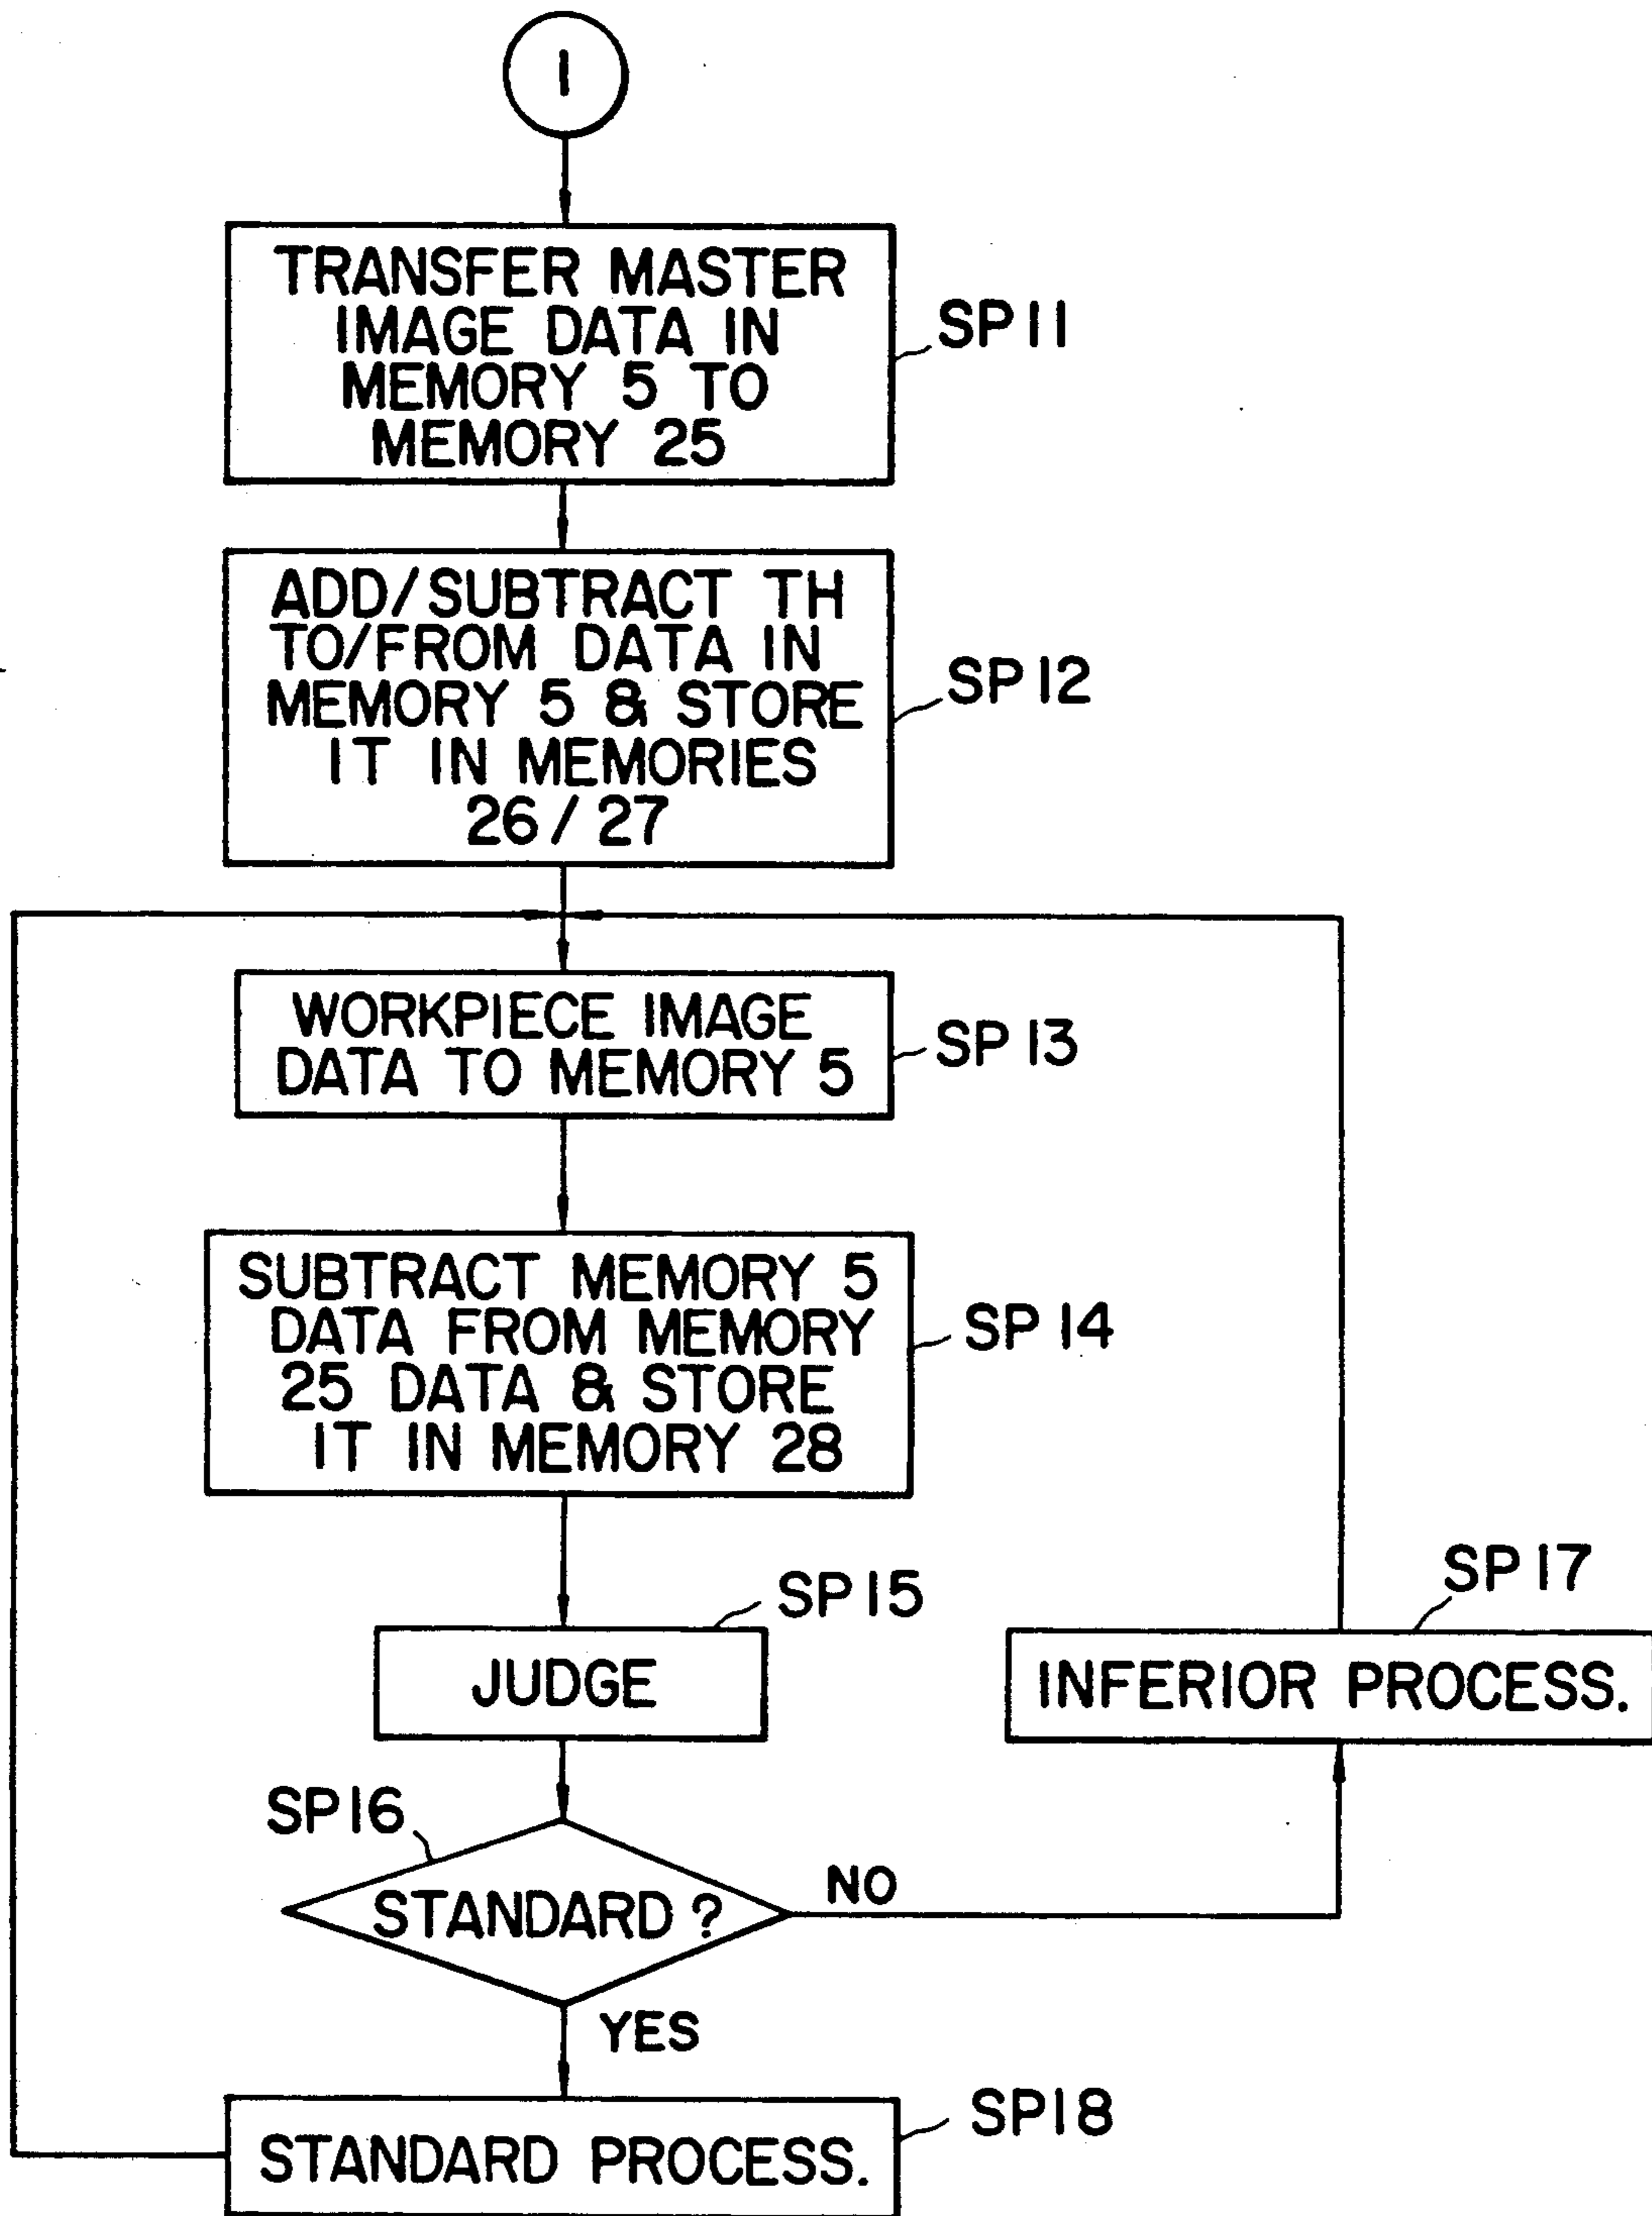 1
TRANSFER MASTER
IMAGE DATA IN
MEMORY 5 TO
MEMORY 25
SP11
ADD/SUBTRACT TH
TO/FROM DATA IN
MEMORY 5 & STORE
IT IN MEMORIES
26/27
SP12
WORKPIECE IMAGE
DATA TO MEMORY 5
SP13
SUBTRACT MEMORY 5
DATA FROM MEMORY
25 DATA & STORE
IT IN MEMORY 28
SP14
SP15
JUDGE
SP17
INFERIOR PROCESS.
SP16
STANDARD ?
NO
YES
SP18
STANDARD PROCESS.